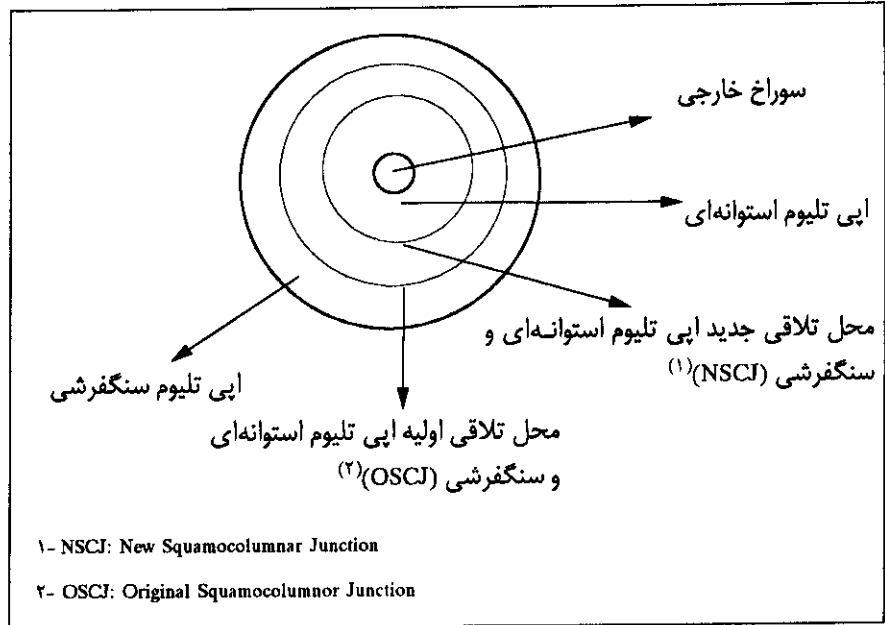 سوراخ خارجی
اپی تلیوم استوانه‌ای
محل تلاقی جدید اپی تلیوم استوانـه‌ای و
سنگفرشی (NSCJ)(۱)
اپی تلیوم سنگفرشی
محل تلاقی اولیه اپی تلیوم استوانه‌ای
و سنگفرشی (OSCJ)(۲)
۱- NSCJ: New Squamocolumnar Junction
۲- OSCJ: Original Squamocolumnor Junction